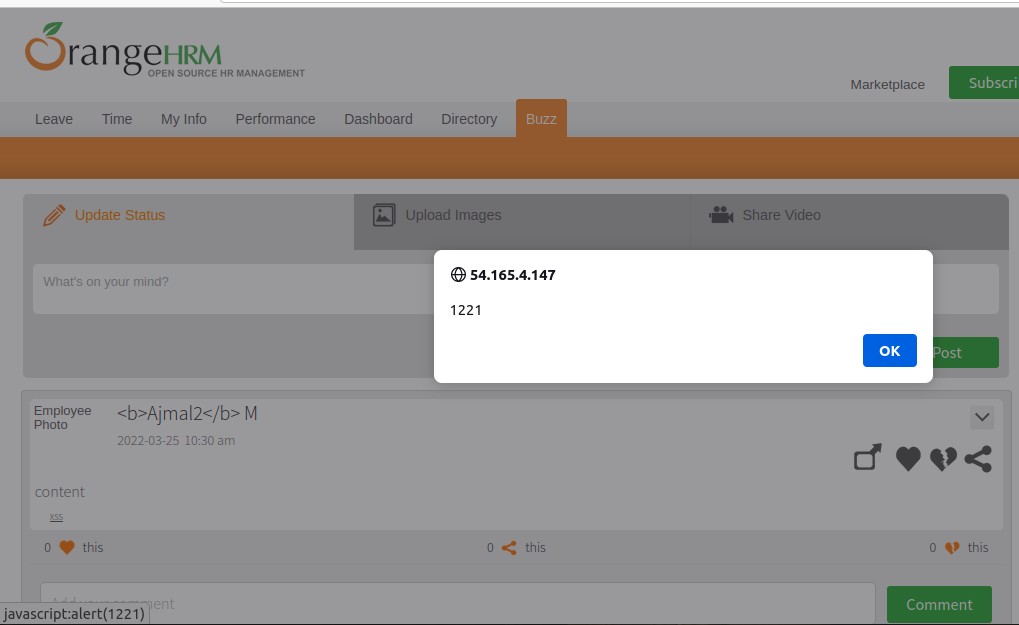 OrangeHRM
OPEN SOURCE HR MANAGEMENT
Marketplace
Subscri
Leave Time My Info Performance Dashboard Directory Buzz
Update Status Upload Images Share Video
54.165.4.147
What's on your mind?
1221
OK
Post
Employee Photo
<b>Ajmal2</b> M
2022-03-25 10:30 am
content
xss
0 this 0 this 0 this
Add your comment
Comment
javascript:alert(1221)